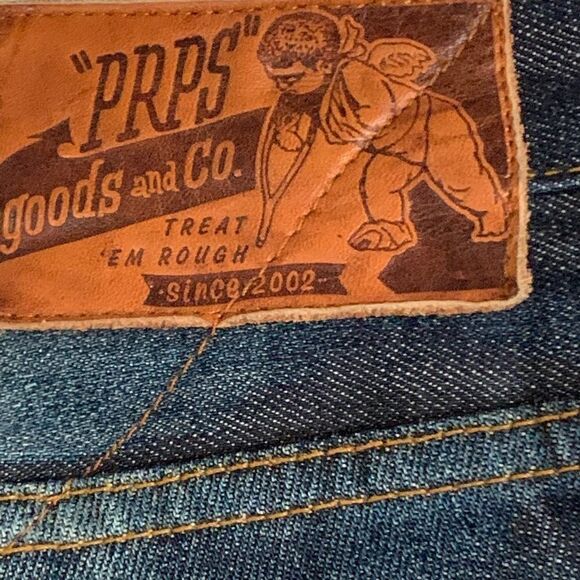 "PRPS"
goods and Co.
TREAT
'EM ROUGH
·since 2002·